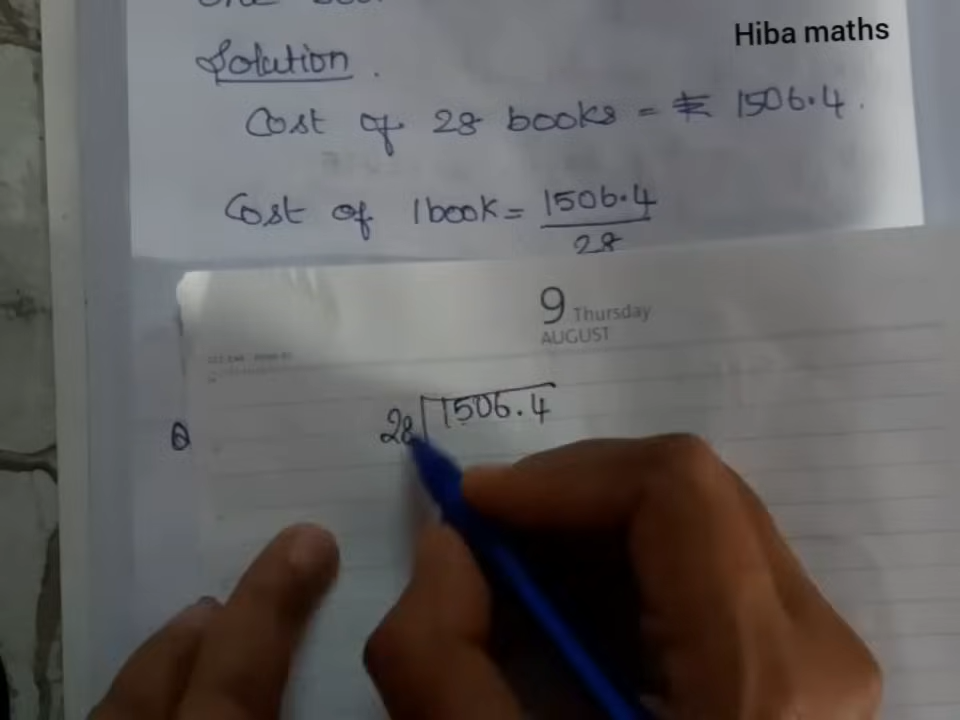 Hiba maths
Solution.
Cost of 28 books = ₹ 1506.4.
Cost of 1 book = 1506.4
28
9 Thursday
AUGUST
28 1506.4